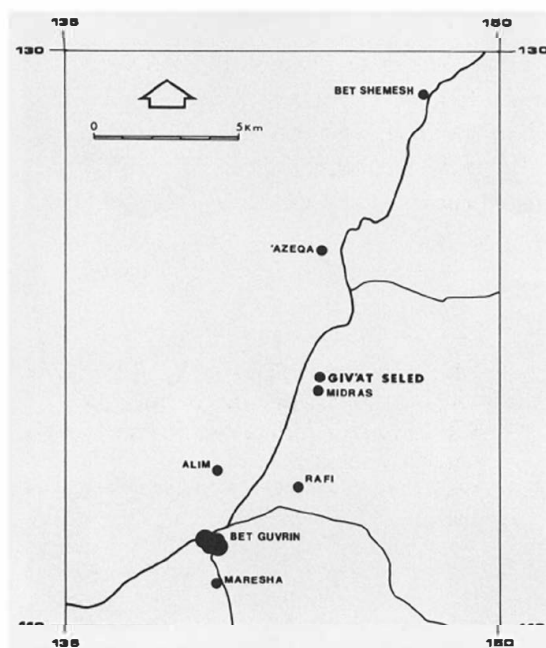 135
150
130
130
BET SHEMESH
0
5Km
'AZEQA
GIV'AT SELED
MIDRAS
ALIM
RAFI
BET GUVRIN
MARESHA
135
150